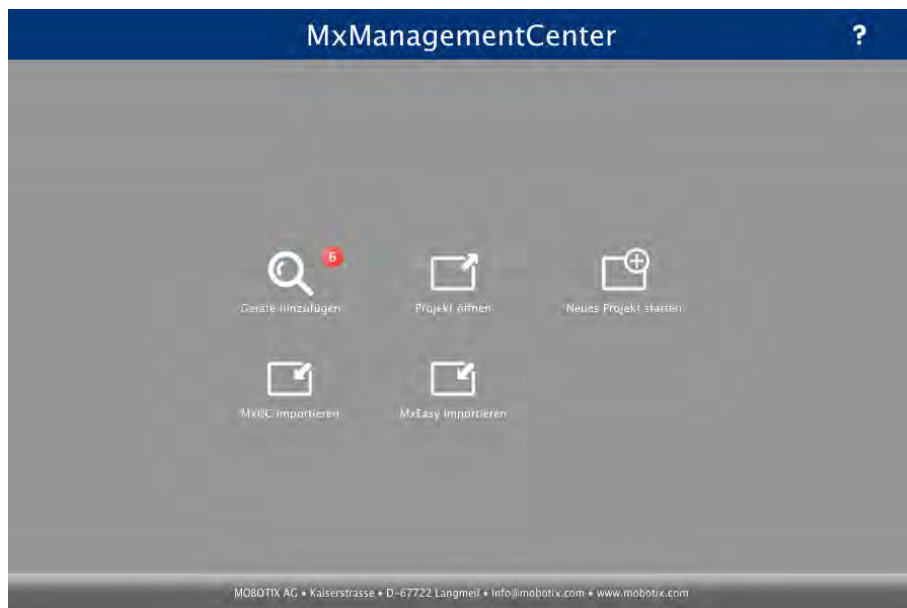 MxManagementCenter ?
6
Geräte hinzufügen Projekt öffnen Neues Projekt starten
MxCC importieren MxEasy importieren
MOBOTIX AG • Kaiserstrasse • D-67722 Langmeil • info@mobotix.com • www.mobotix.com